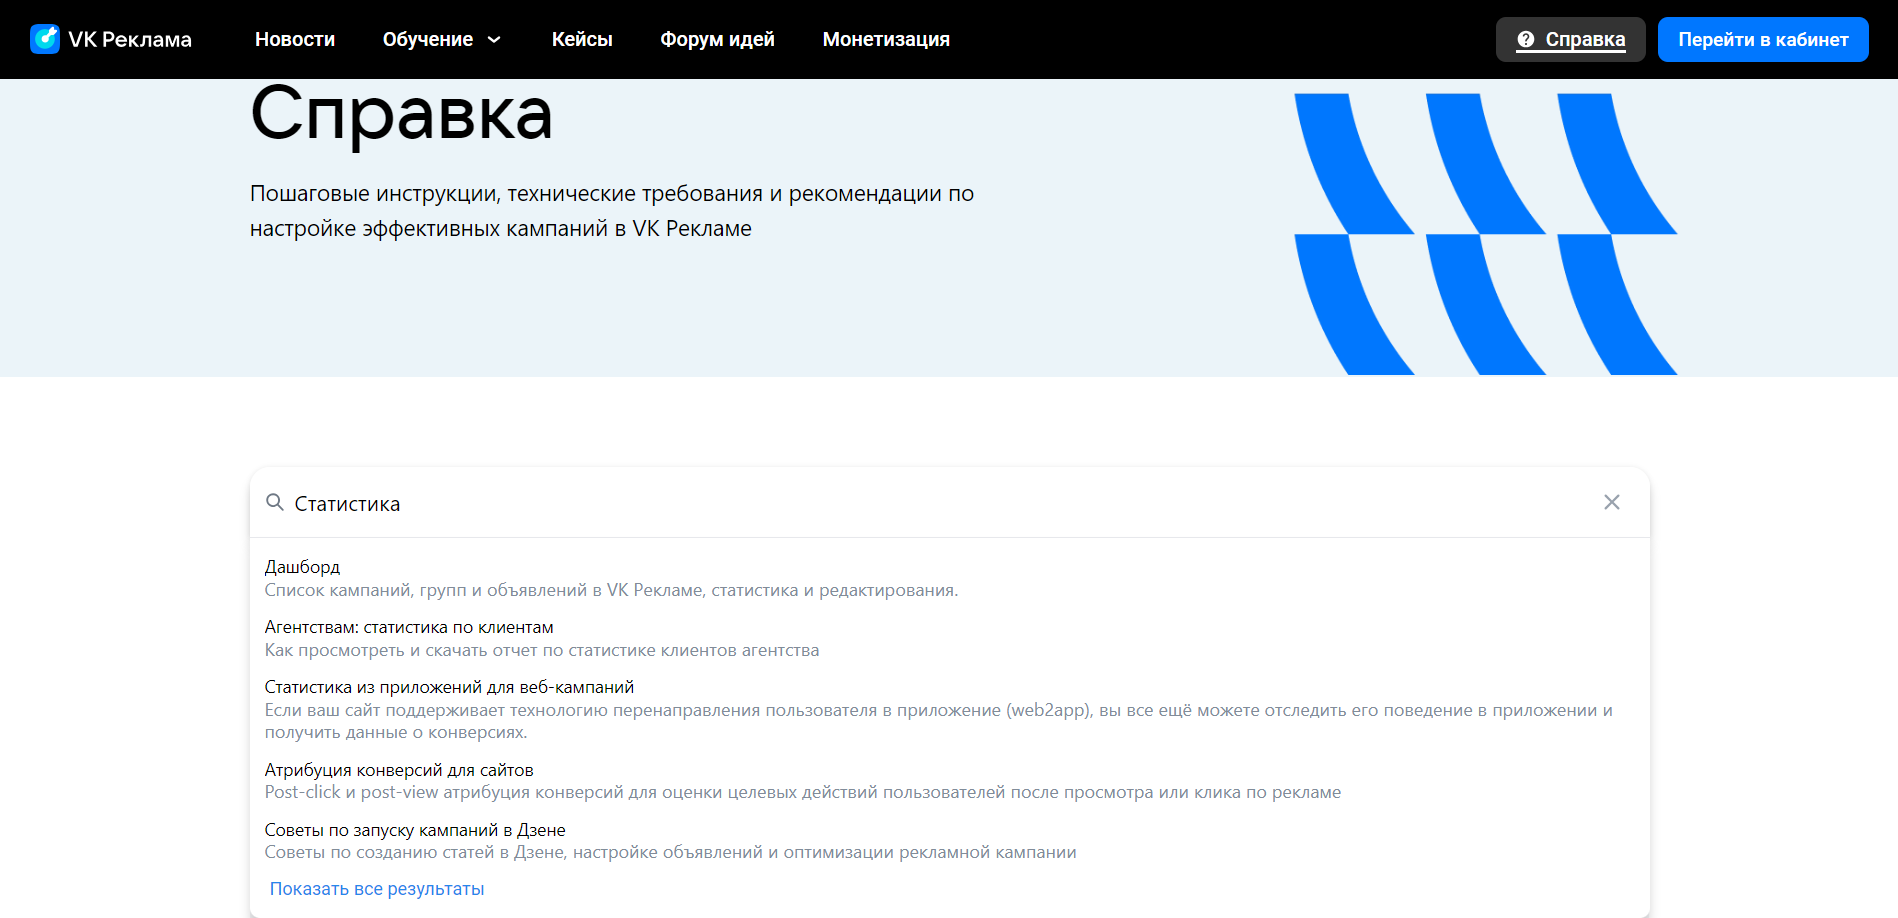 VK Реклама
Новости
Обучение
Кейсы
Форум идей
Монетизация
Справка
Перейти в кабинет
Справка
Пошаговые инструкции, технические требования и рекомендации по
настройке эффективных кампаний в VK Рекламе
Статистика
Дашборд
Список кампаний, групп и объявлений в VK Рекламе, статистика и редактирования.
Агентствам: статистика по клиентам
Как просмотреть и скачать отчет по статистике клиентов агентства
Статистика из приложений для веб-кампаний
Если ваш сайт поддерживает технологию перенаправления пользователя в приложение (web2app), вы все ещё можете отследить его поведение в приложении и
получить данные о конверсиях.
Атрибуция конверсий для сайтов
Post-click и post-view атрибуция конверсий для оценки целевых действий пользователей после просмотра или клика по рекламе
Советы по запуску кампаний в Дзене
Советы по созданию статей в Дзене, настройке объявлений и оптимизации рекламной кампании
Показать все результаты